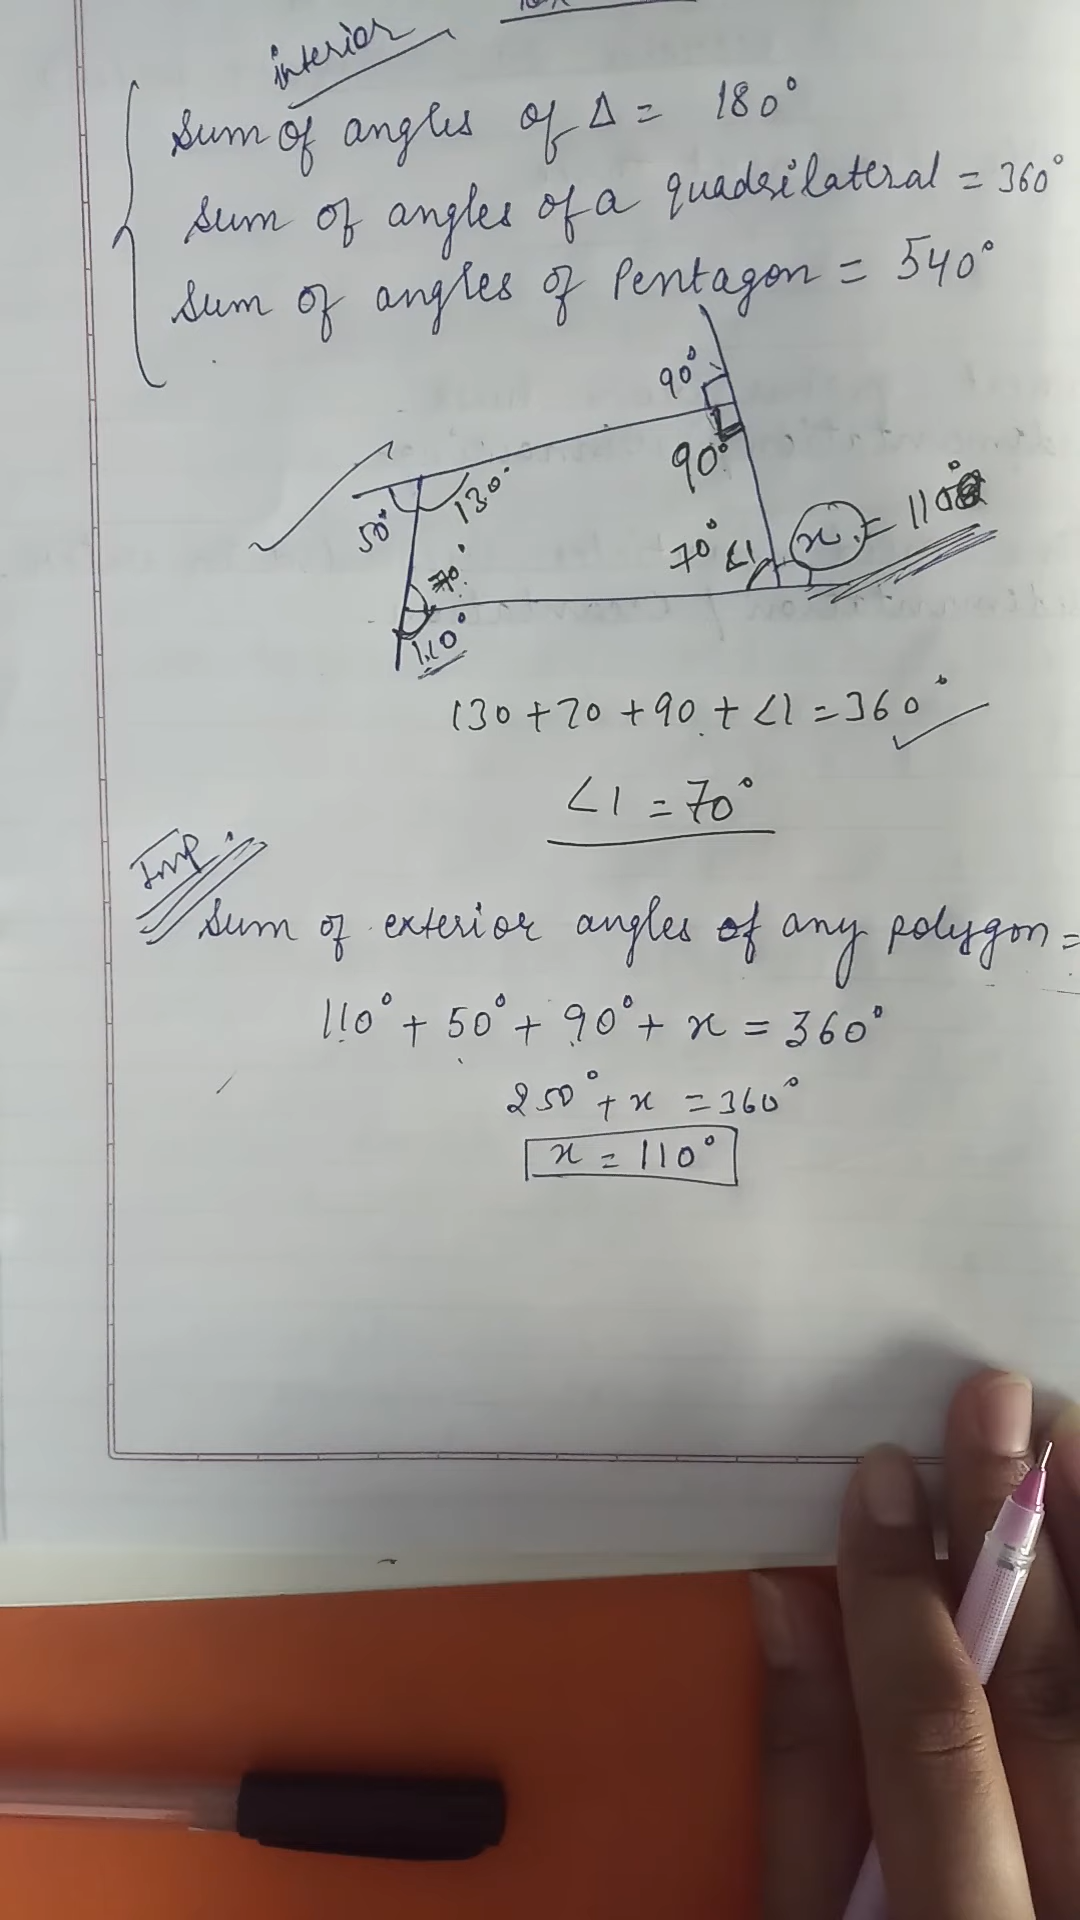 interior
Sum of angles of Δ = 180°
Sum of angles of a quadrilateral = 360°
Sum of angles of Pentagon = 540°
90°
90°
50°
130°
70°
110°
70° ∠1
x = 110°
130 + 70 + 90 + ∠1 = 360°
∠1 = 70°
Imp.
Sum of exterior angles of any polygon =
110° + 50° + 90° + x = 360°
250° + x = 360°
x = 110°